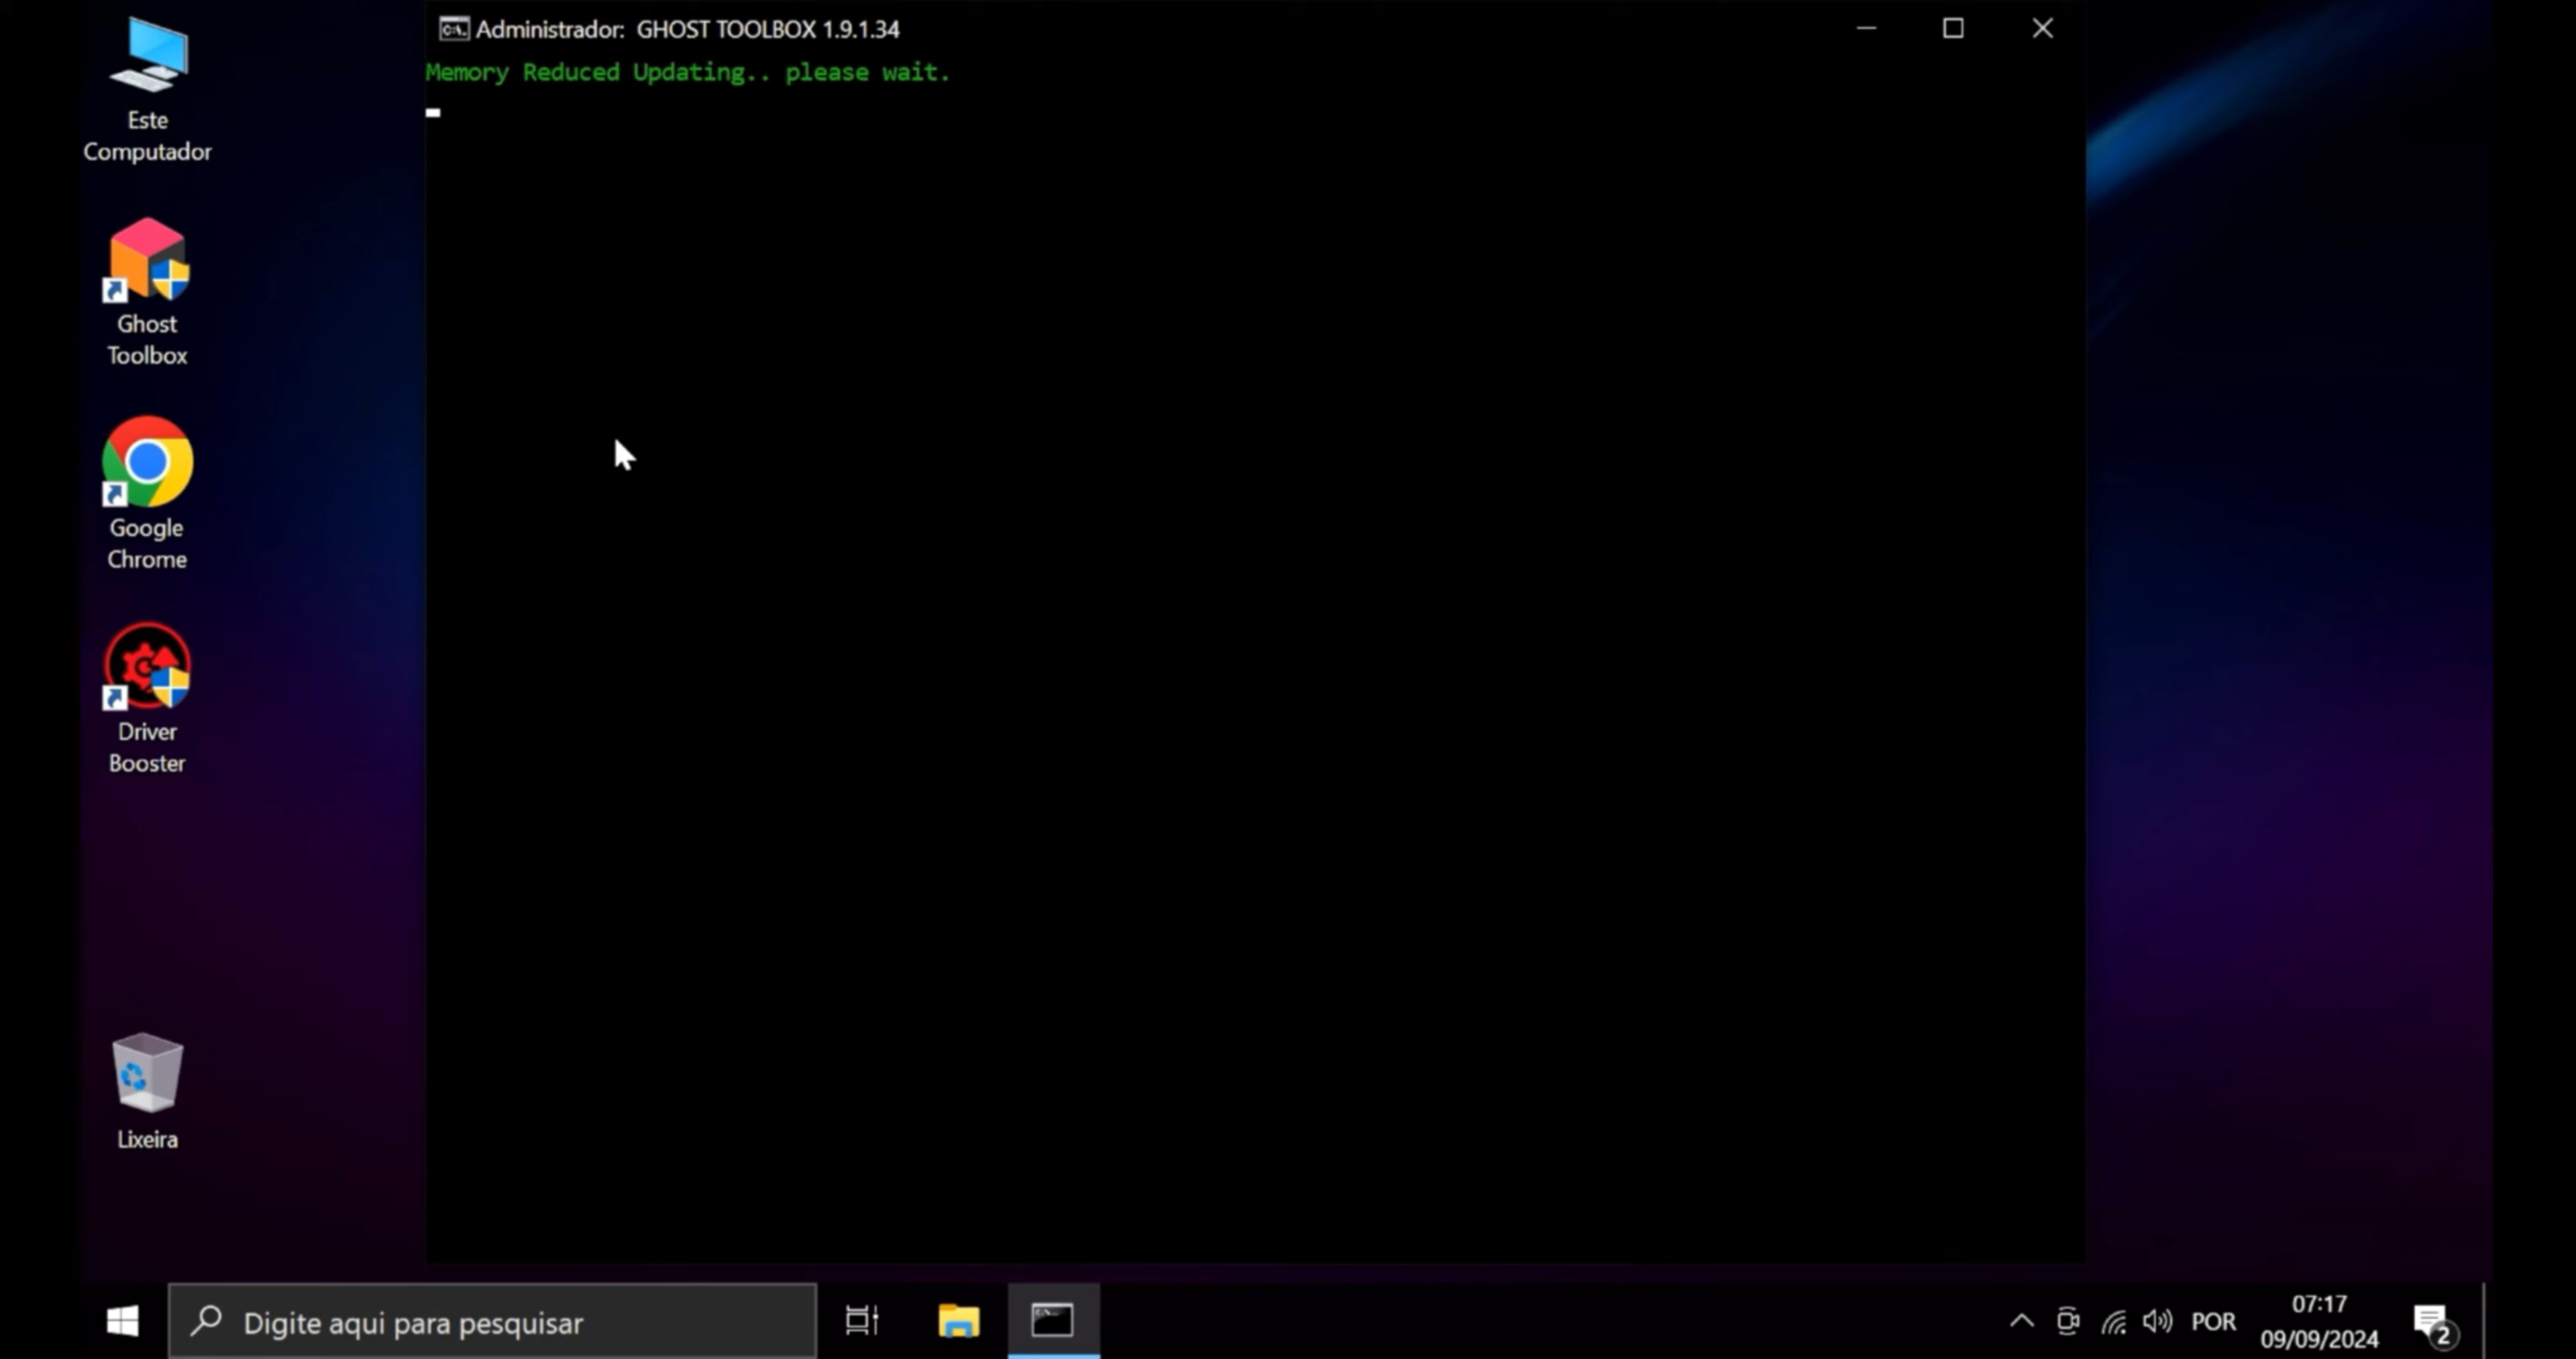 Administrador: GHOST TOOLBOX 1.9.1.34
Memory Reduced Updating.. please wait.
Este
Computador
Ghost
Toolbox
Google
Chrome
Driver
Booster
Lixeira
Digite aqui para pesquisar
POR
07:17
09/09/2024
2